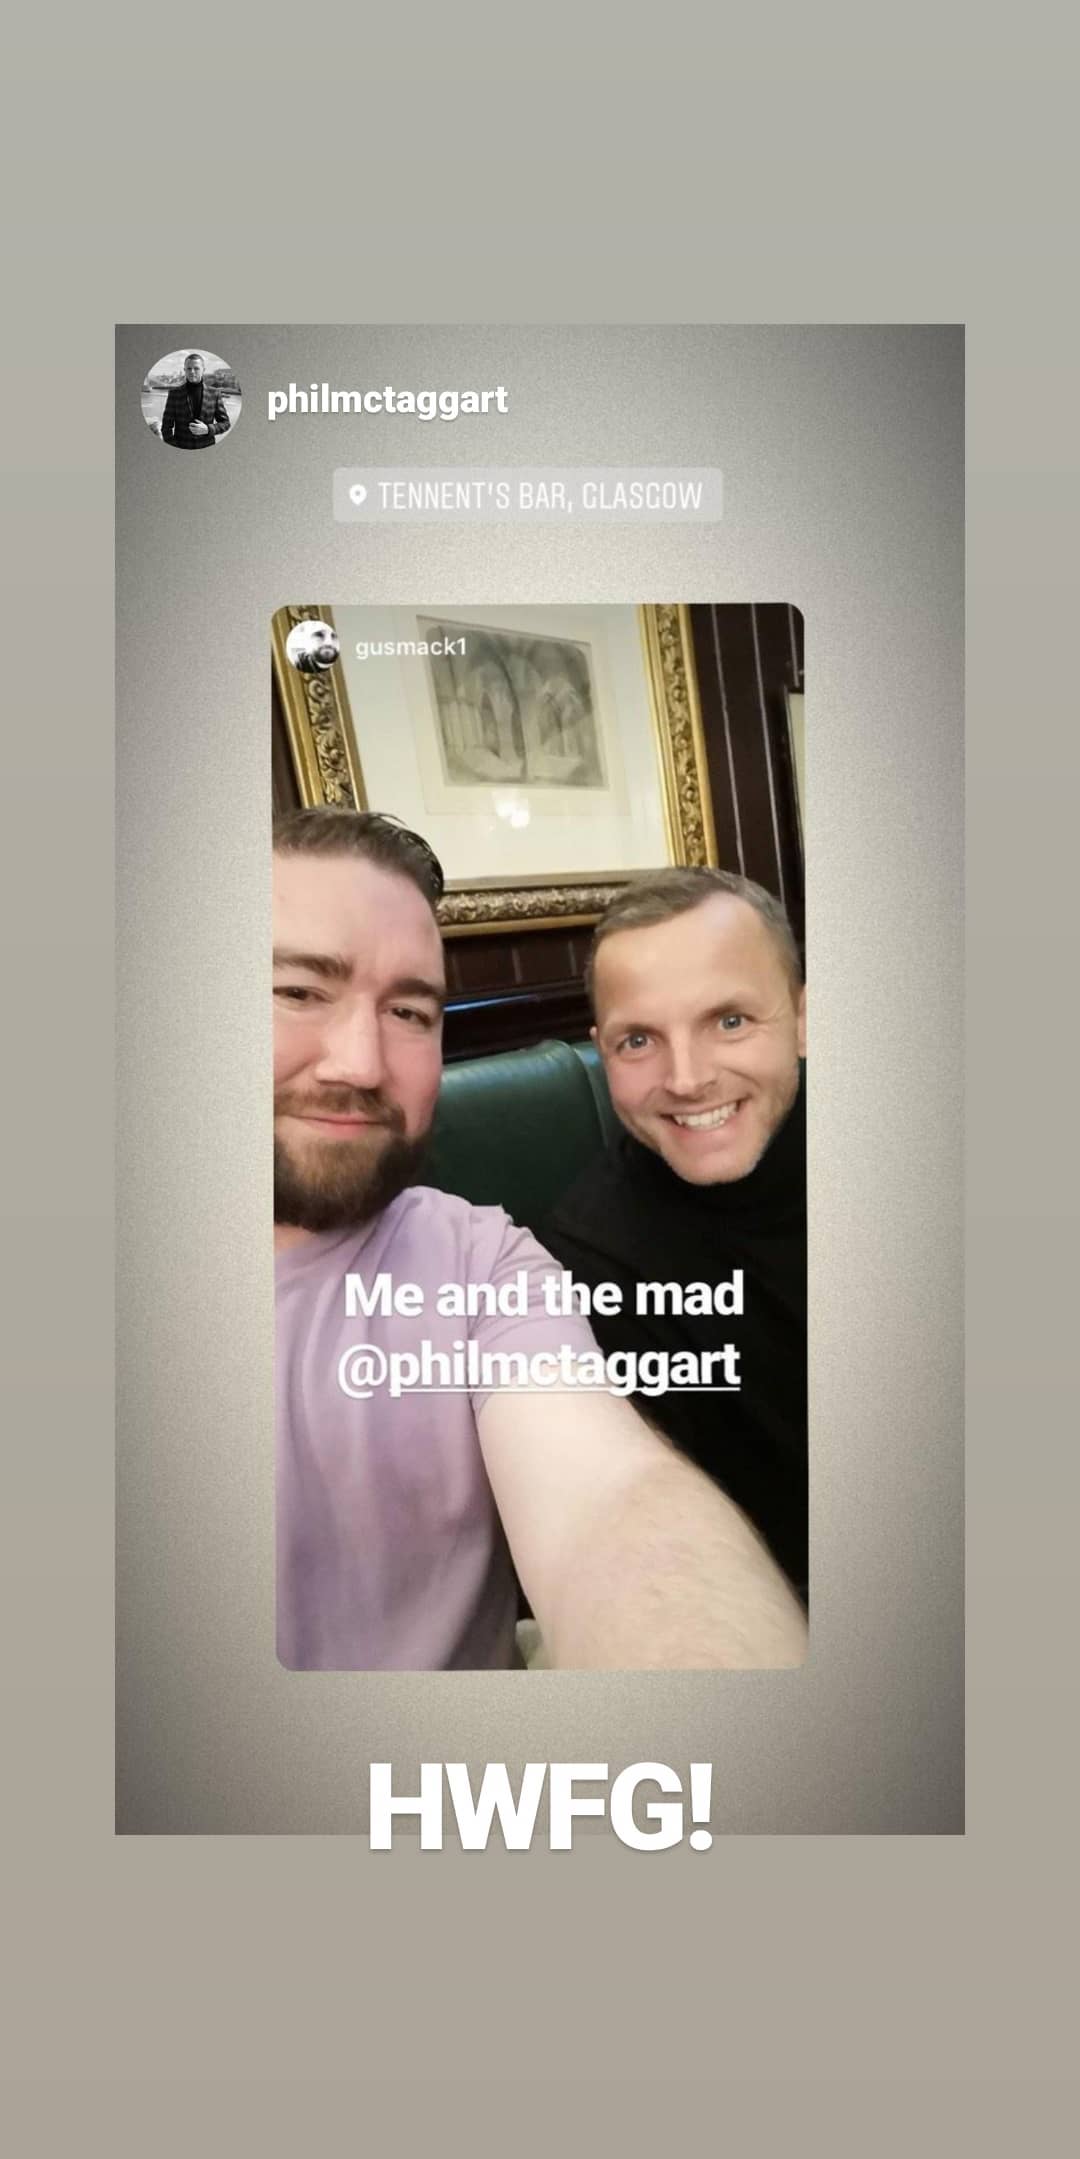 philmctaggart
TENNENT'S BAR, GLASGOW
gusmack1
Me and the mad
@philmctaggart
HWFG!